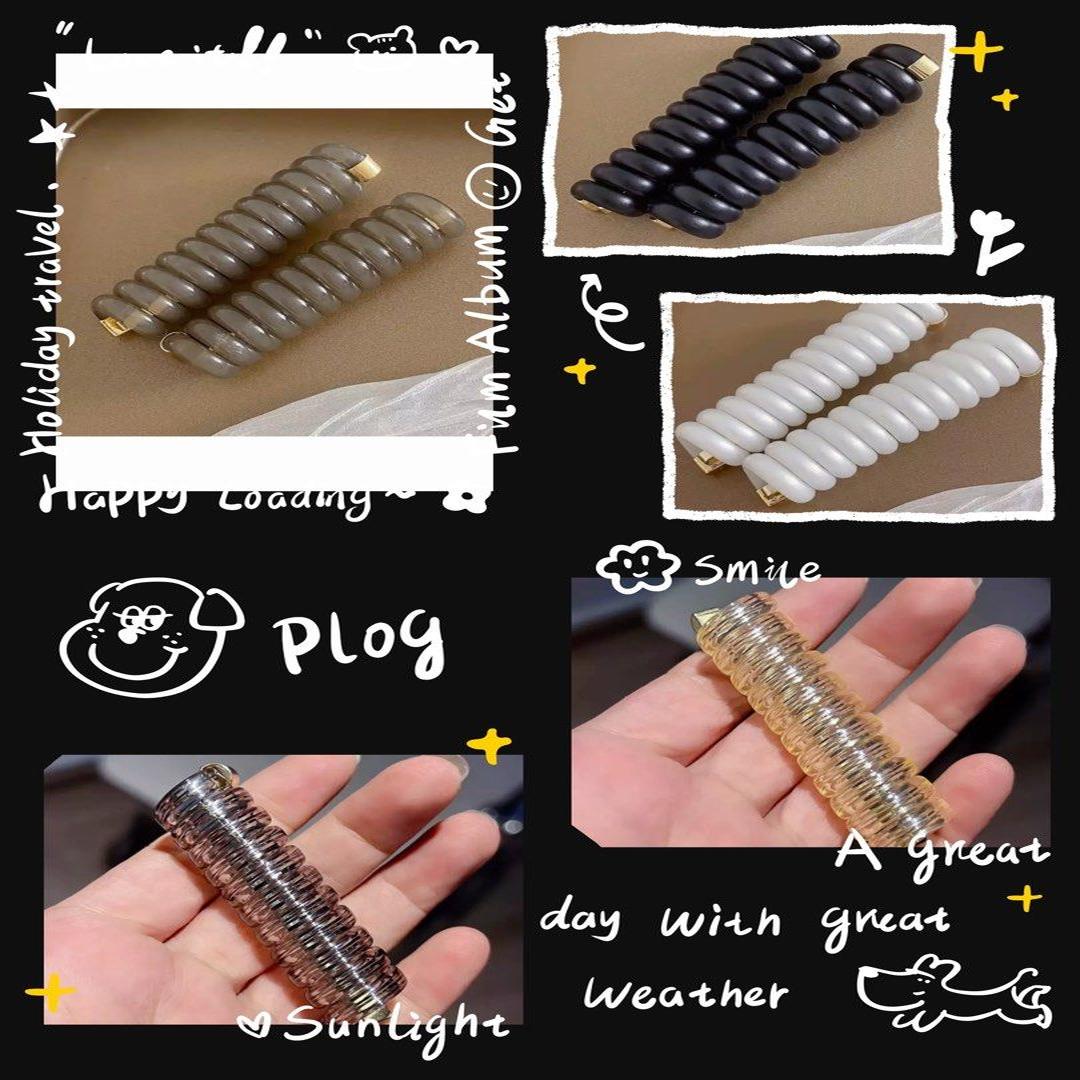 Holiday travel.
Film Album
Get
Happy Loading~
Plog
Smile
A great
day with great
weather
Sunlight